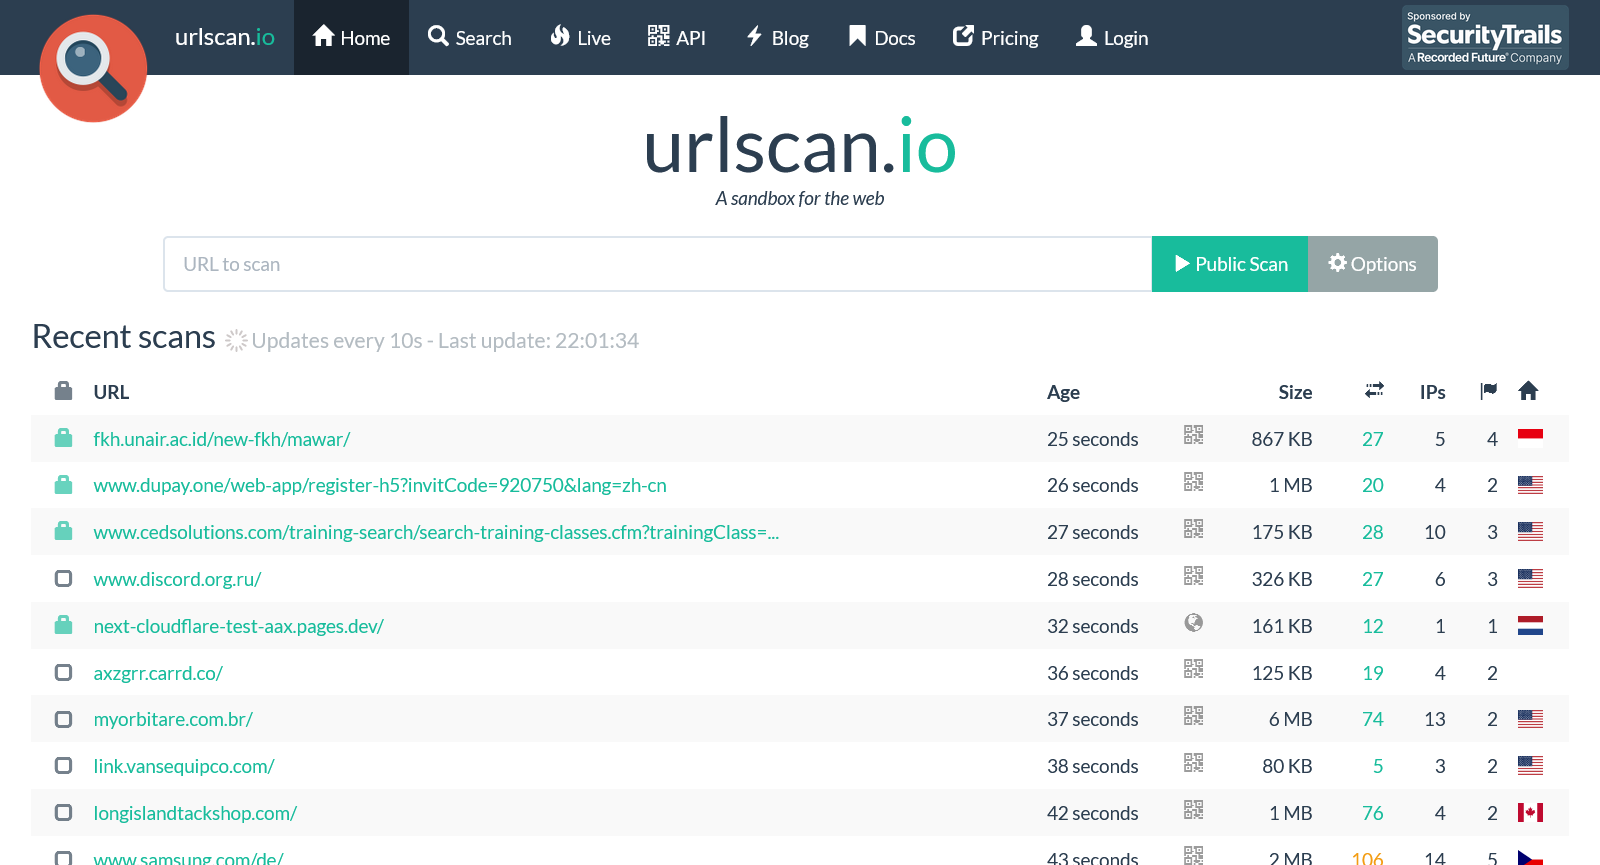 urlscan.io Home Search Live API Blog Docs Pricing Login
Sponsored by
SecurityTrails
A Recorded Future® Company
urlscan.io
A sandbox for the web
URL to scan Public Scan Options
Recent scans Updates every 10s - Last update: 22:01:34
URL Age Size IPs
fkh.unair.ac.id/new-fkh/mawar/ 25 seconds 867 KB 27 5 4
www.dupay.one/web-app/register-h5?invitCode=920750&lang=zh-cn 26 seconds 1 MB 20 4 2
www.cedsolutions.com/training-search/search-training-classes.cfm?trainingClass=... 27 seconds 175 KB 28 10 3
www.discord.org.ru/ 28 seconds 326 KB 27 6 3
next-cloudflare-test-aax.pages.dev/ 32 seconds 161 KB 12 1 1
axzgrr.carrd.co/ 36 seconds 125 KB 19 4 2
myorbitare.com.br/ 37 seconds 6 MB 74 13 2
link.vansequipco.com/ 38 seconds 80 KB 5 3 2
longislandtackshop.com/ 42 seconds 1 MB 76 4 2
www.samsung.com/de/ 43 seconds 2 MB 106 14 5